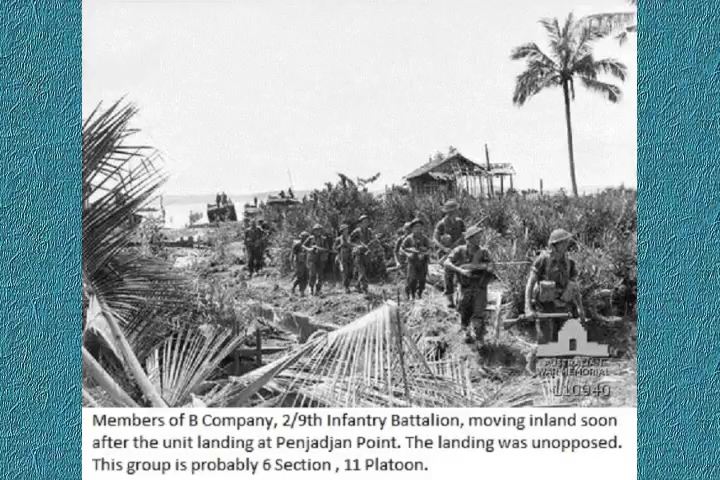 AUSTRALIAN
WAR MEMORIAL
L10940
Members of B Company, 2/9th Infantry Battalion, moving inland soon
after the unit landing at Penjadjan Point. The landing was unopposed.
This group is probably 6 Section , 11 Platoon.